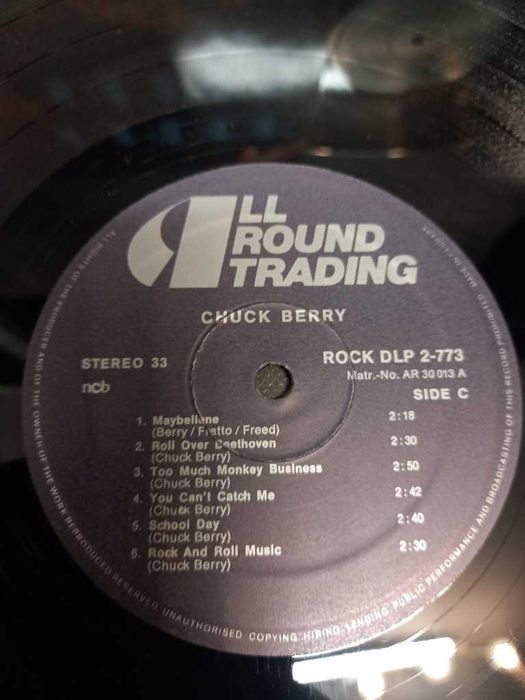 ALL
ROUND
TRADING
CHUCK BERRY
STEREO 33
ncb
ROCK DLP 2-773
Matr.-No. AR 30 013 A
SIDE C
1. Maybellene 2:18
(Berry / Fratto / Freed)
2. Roll Over Beethoven 2:30
(Chuck Berry)
3. Too Much Monkey Business 2:50
(Chuck Berry)
4. You Can't Catch Me 2:42
(Chuck Berry)
5. School Day 2:40
(Chuck Berry)
6. Rock And Roll Music 2:30
(Chuck Berry)
ALL RIGHTS OF THE PRODUCER AND OF THE OWNER OF THE WORK REPRODUCED RESERVED UNAUTHORISED COPYING HIRING LENDING PUBLIC PERFORMANCE AND BROADCASTING OF THIS RECORD PROHIBITED. MADE IN